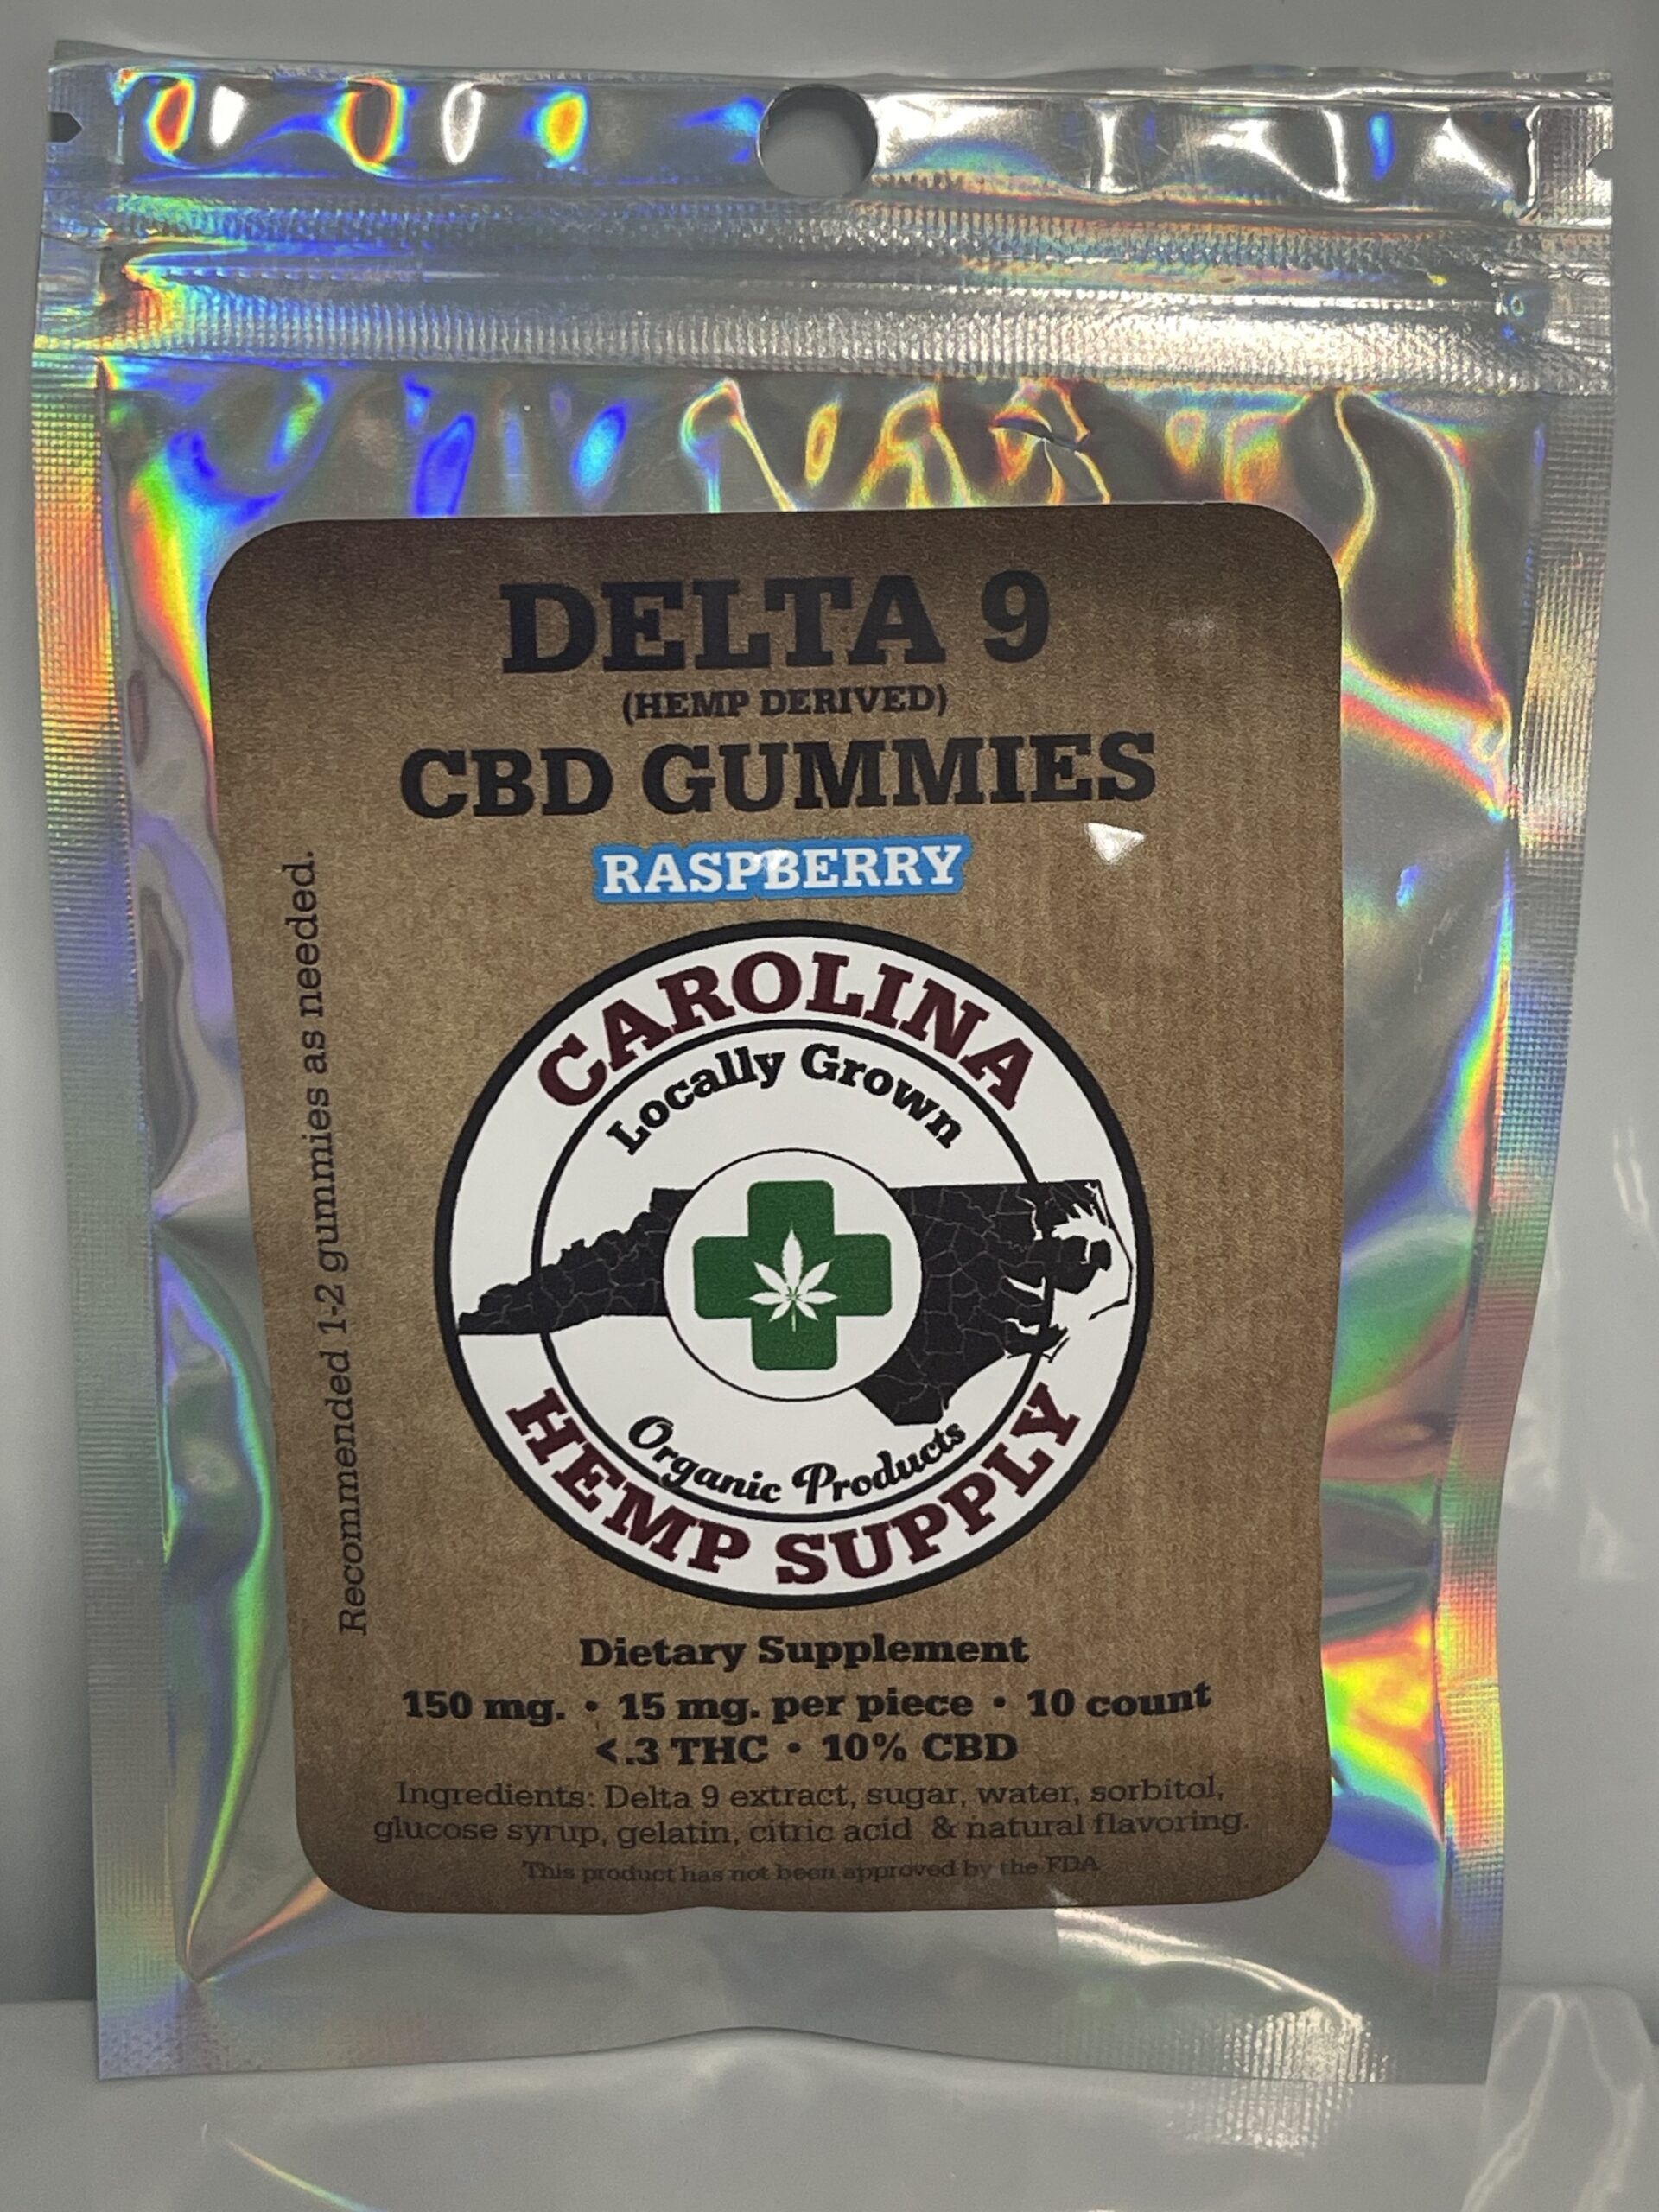 DELTA 9
(HEMP DERIVED)
CBD GUMMIES
RASPBERRY
CAROLINA
Locally Grown
Organic Products
HEMP SUPPLY
Recommended 1-2 gummies as needed.
Dietary Supplement
150 mg. • 15 mg. per piece • 10 count
<.3 THC • 10% CBD
Ingredients: Delta 9 extract, sugar, water, sorbitol,
glucose syrup, gelatin, citric acid & natural flavoring.
This product has not been approved by the FDA